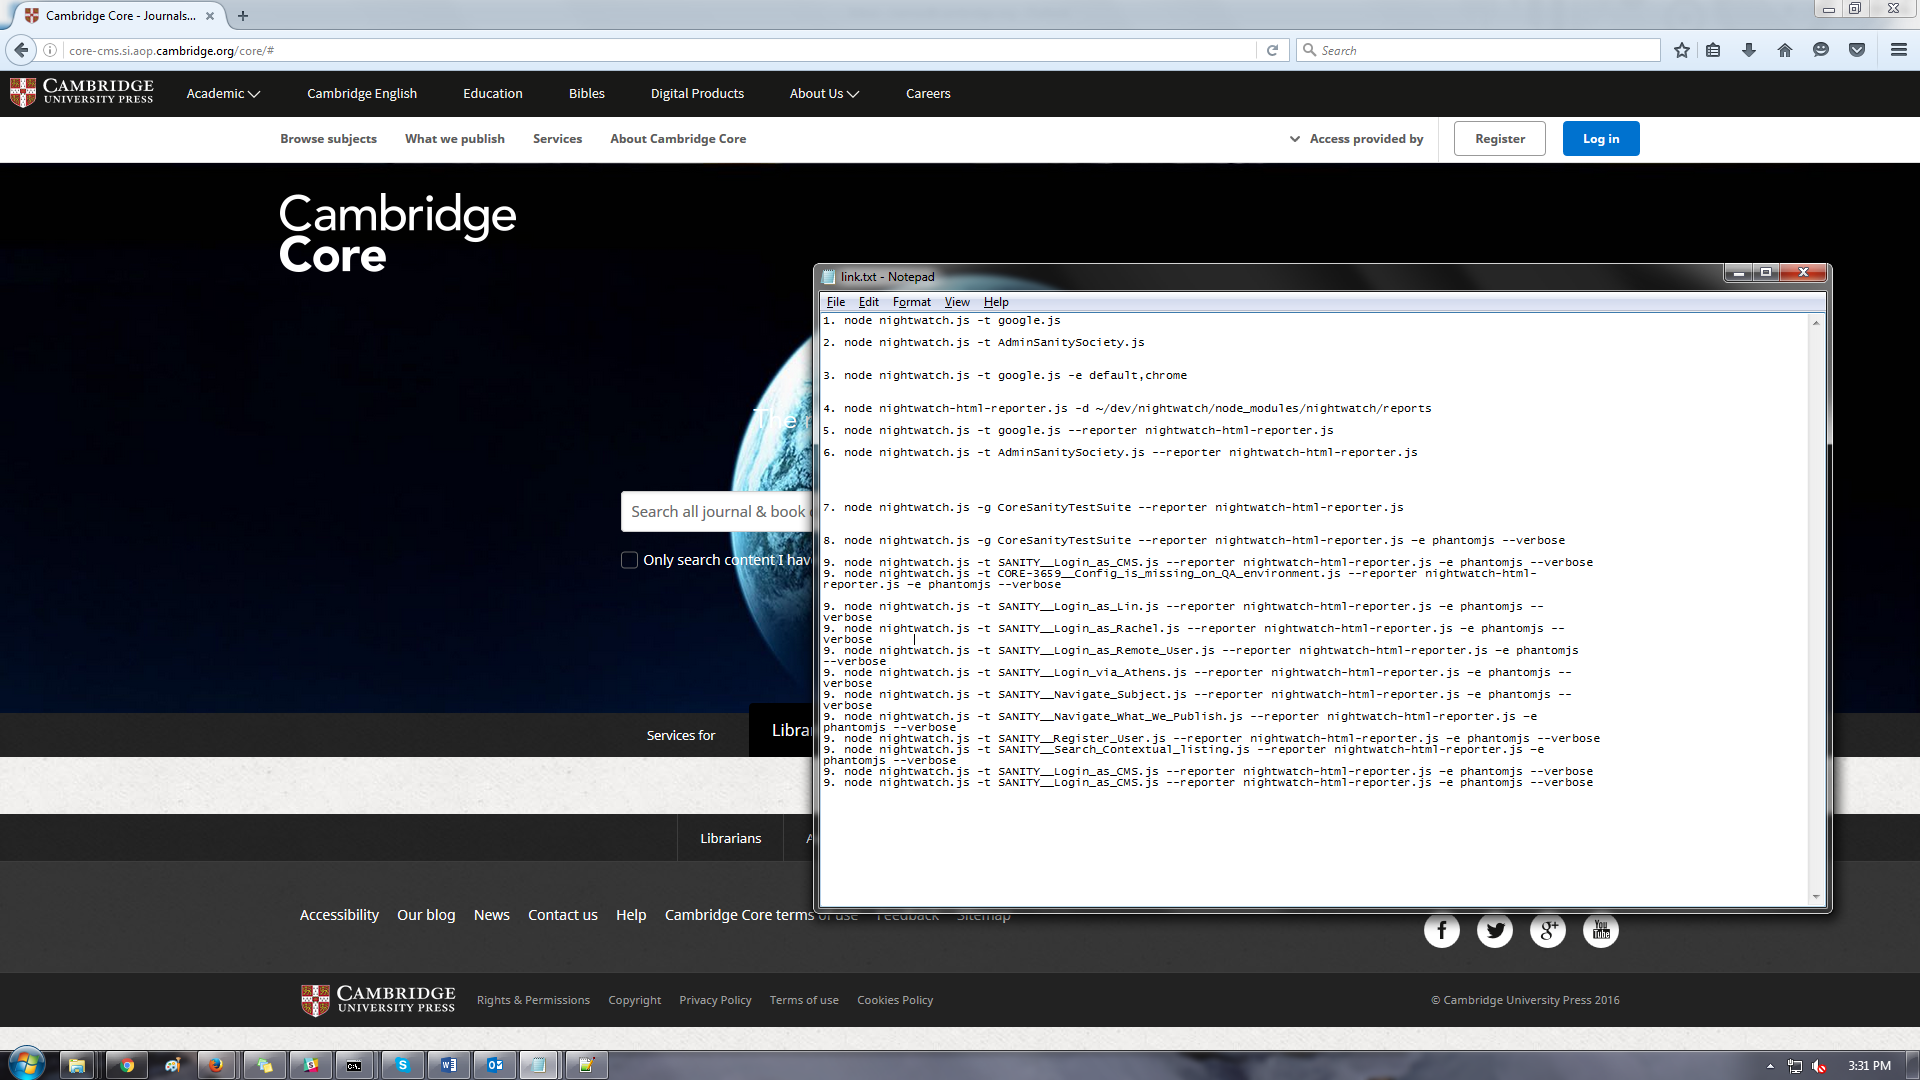 Cambridge Core - Journals...
core-cms.si.aop.cambridge.org/core/#
Search
CAMBRIDGE
UNIVERSITY PRESS
Academic
Cambridge English
Education
Bibles
Digital Products
About Us
Careers
Browse subjects
What we publish
Services
About Cambridge Core
Access provided by
Register
Log in
Cambridge
Core
link.txt - Notepad
File Edit Format View Help
1. node nightwatch.js -t google.js
2. node nightwatch.js -t AdminSanitySociety.js
3. node nightwatch.js -t google.js -e default,chrome
4. node nightwatch-html-reporter.js -d ~/dev/nightwatch/node_modules/nightwatch/reports
5. node nightwatch.js -t google.js --reporter nightwatch-html-reporter.js
6. node nightwatch.js -t AdminSanitySociety.js --reporter nightwatch-html-reporter.js
7. node nightwatch.js -g CoreSanityTestSuite --reporter nightwatch-html-reporter.js
8. node nightwatch.js -g CoreSanityTestSuite --reporter nightwatch-html-reporter.js -e phantomjs --verbose
9. node nightwatch.js -t SANITY__Login_as_CMS.js --reporter nightwatch-html-reporter.js -e phantomjs --verbose
9. node nightwatch.js -t CORE-3659__Config_is_missing_on_QA_environment.js --reporter nightwatch-html-
reporter.js -e phantomjs --verbose
9. node nightwatch.js -t SANITY__Login_as_Lin.js --reporter nightwatch-html-reporter.js -e phantomjs --
verbose
9. node nightwatch.js -t SANITY__Login_as_Rachel.js --reporter nightwatch-html-reporter.js -e phantomjs --
verbose
9. node nightwatch.js -t SANITY__Login_as_Remote_User.js --reporter nightwatch-html-reporter.js -e phantomjs
--verbose
9. node nightwatch.js -t SANITY__Login_via_Athens.js --reporter nightwatch-html-reporter.js -e phantomjs --
verbose
9. node nightwatch.js -t SANITY__Navigate_Subject.js --reporter nightwatch-html-reporter.js -e phantomjs --
verbose
9. node nightwatch.js -t SANITY__Navigate_What_We_Publish.js --reporter nightwatch-html-reporter.js -e
phantomjs --verbose
9. node nightwatch.js -t SANITY__Register_User.js --reporter nightwatch-html-reporter.js -e phantomjs --verbose
9. node nightwatch.js -t SANITY__Search_Contextual_listing.js --reporter nightwatch-html-reporter.js -e
phantomjs --verbose
9. node nightwatch.js -t SANITY__Login_as_CMS.js --reporter nightwatch-html-reporter.js -e phantomjs --verbose
9. node nightwatch.js -t SANITY__Login_as_CMS.js --reporter nightwatch-html-reporter.js -e phantomjs --verbose
The
Search all journal & book
Only search content I hav
Services for
Librar
Librarians
A
Accessibility
Our blog
News
Contact us
Help
Cambridge Core terms of use
Feedback
Sitemap
CAMBRIDGE
UNIVERSITY PRESS
Rights & Permissions
Copyright
Privacy Policy
Terms of use
Cookies Policy
© Cambridge University Press 2016
3:31 PM